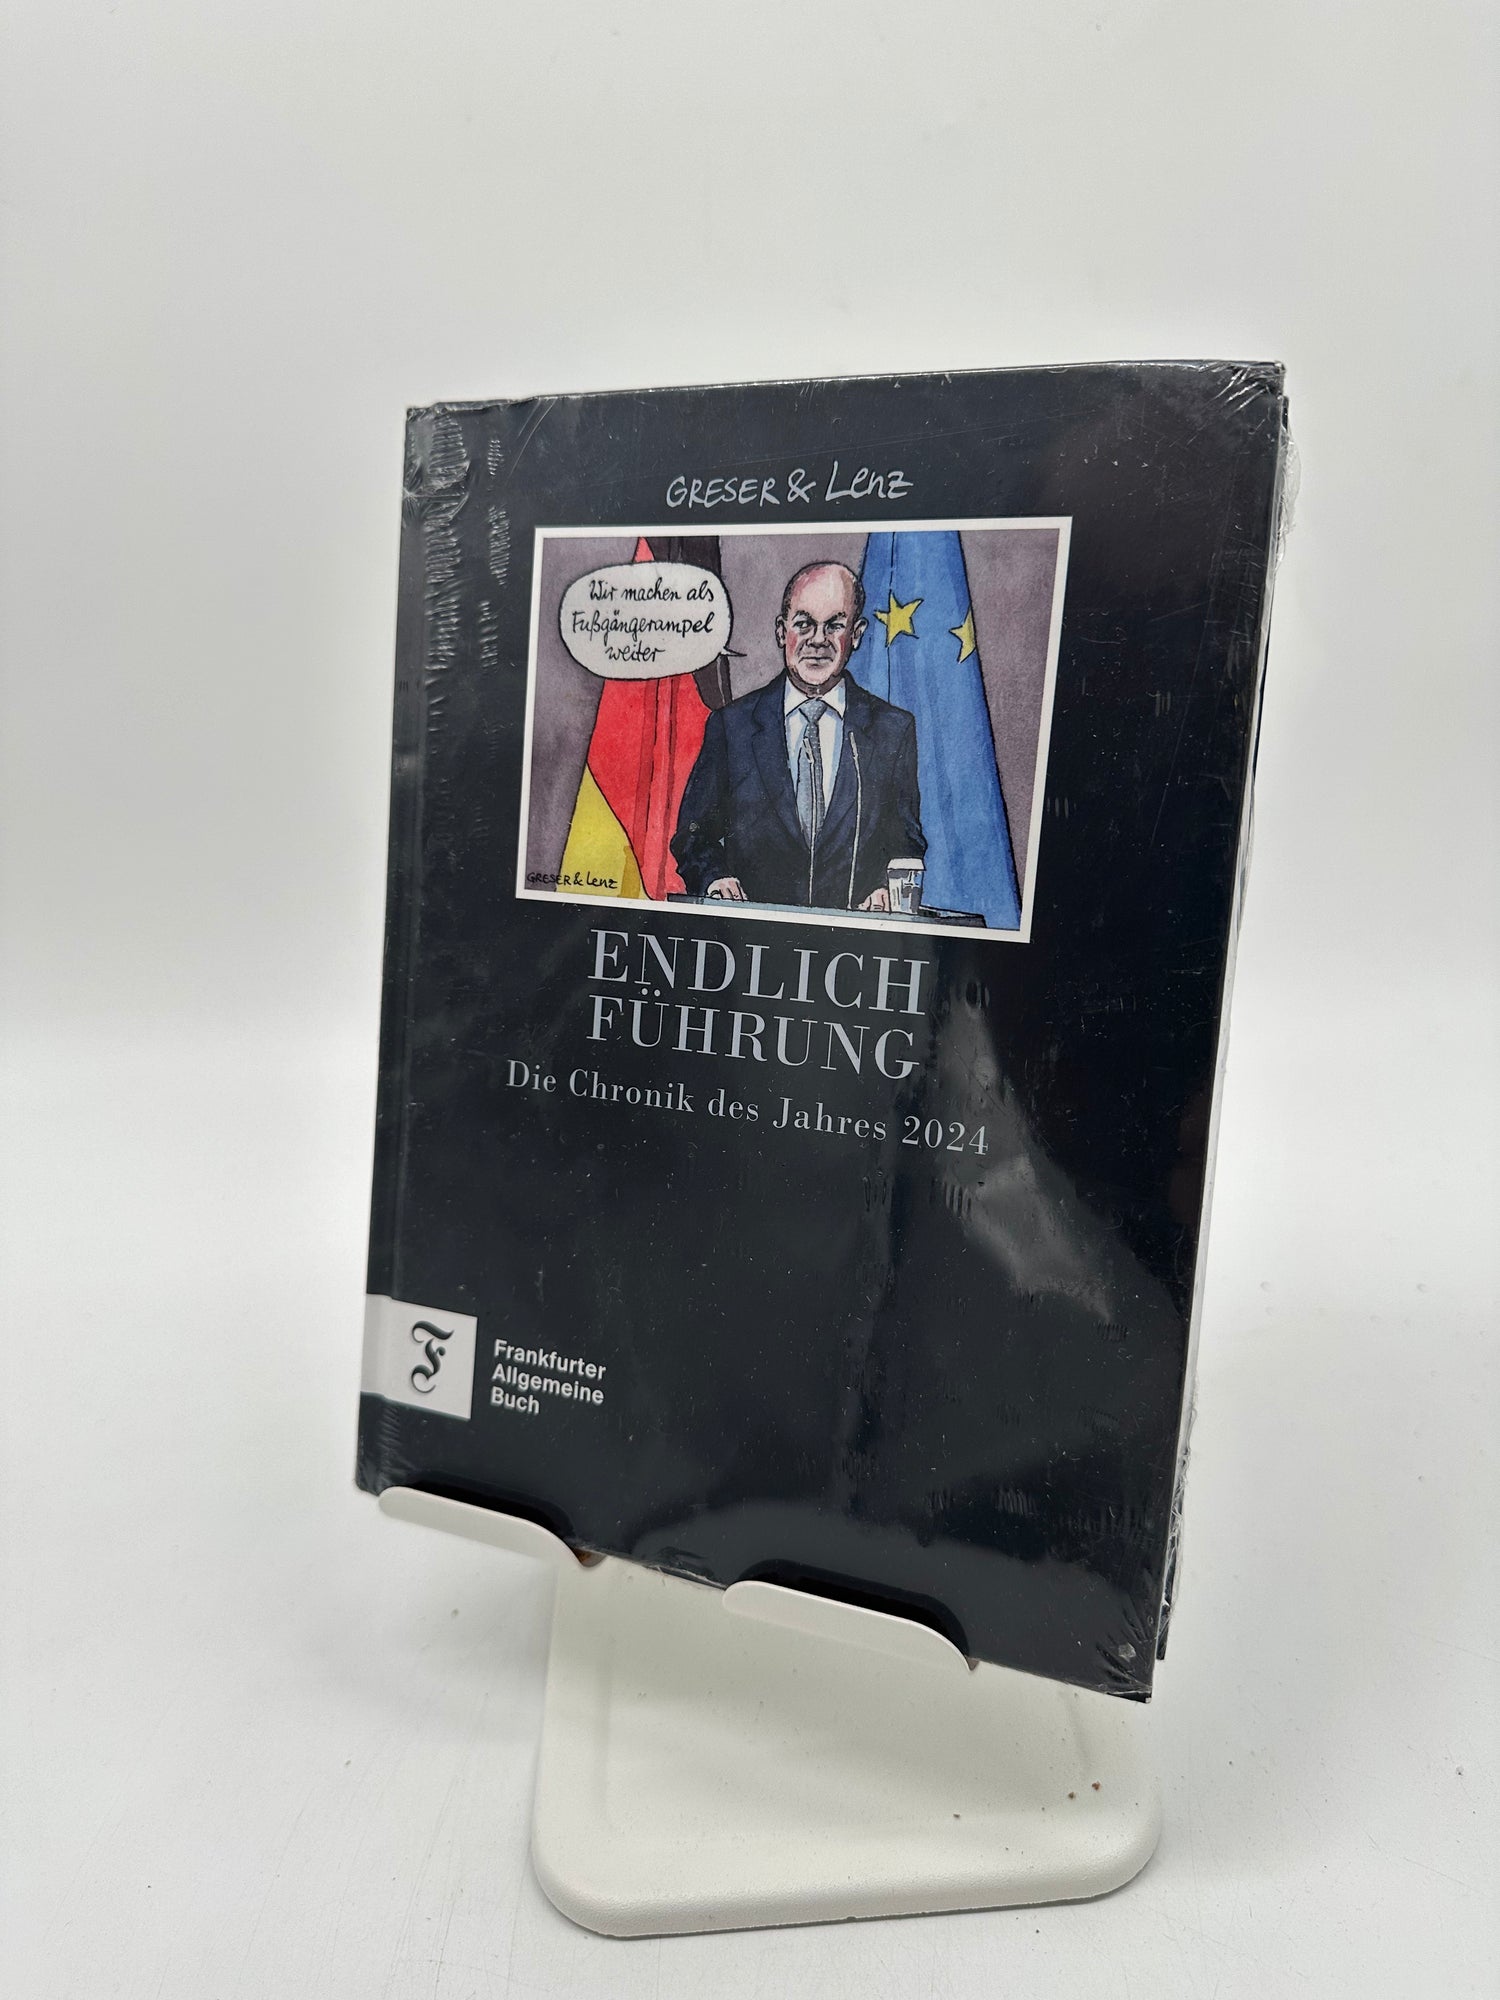 GRESER & Lenz
Wir machen als
Fußgängerampel
weiter
GRESER & Lenz
ENDLICH
FÜHRUNG
Die Chronik des Jahres 2024
F
Frankfurter
Allgemeine
Buch